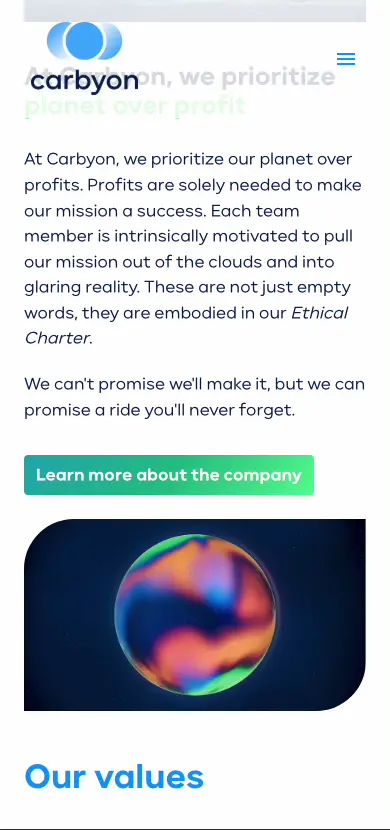 carbyon
At Carbyon, we prioritize
planet over profit
At Carbyon, we prioritize our planet over
profits. Profits are solely needed to make
our mission a success. Each team
member is intrinsically motivated to pull
our mission out of the clouds and into
glaring reality. These are not just empty
words, they are embodied in our Ethical
Charter.
We can't promise we'll make it, but we can
promise a ride you'll never forget.
Learn more about the company
Our values